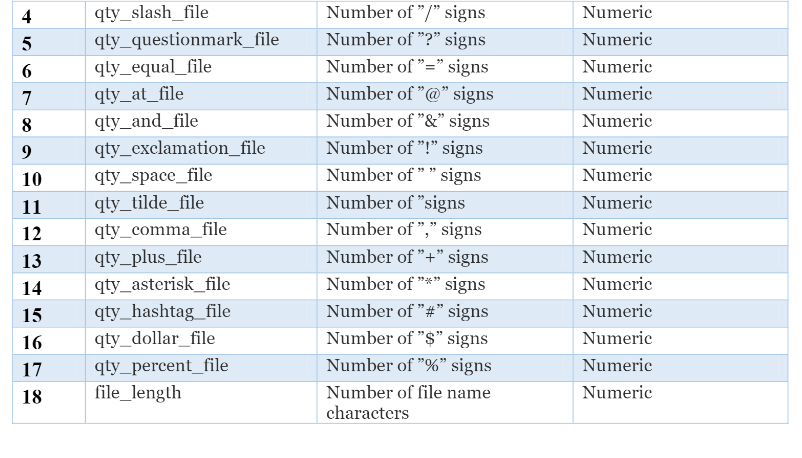 4 qty_slash_file Number of ”/” signs Numeric
5 qty_questionmark_file Number of ”?” signs Numeric
6 qty_equal_file Number of ”=” signs Numeric
7 qty_at_file Number of ”@” signs Numeric
8 qty_and_file Number of ”&” signs Numeric
9 qty_exclamation_file Number of ”!” signs Numeric
10 qty_space_file Number of ” ” signs Numeric
11 qty_tilde_file Number of ”signs Numeric
12 qty_comma_file Number of ”,” signs Numeric
13 qty_plus_file Number of ”+” signs Numeric
14 qty_asterisk_file Number of ”*” signs Numeric
15 qty_hashtag_file Number of ”#” signs Numeric
16 qty_dollar_file Number of ”$” signs Numeric
17 qty_percent_file Number of ”%” signs Numeric
18 file_length Number of file name Numeric
characters